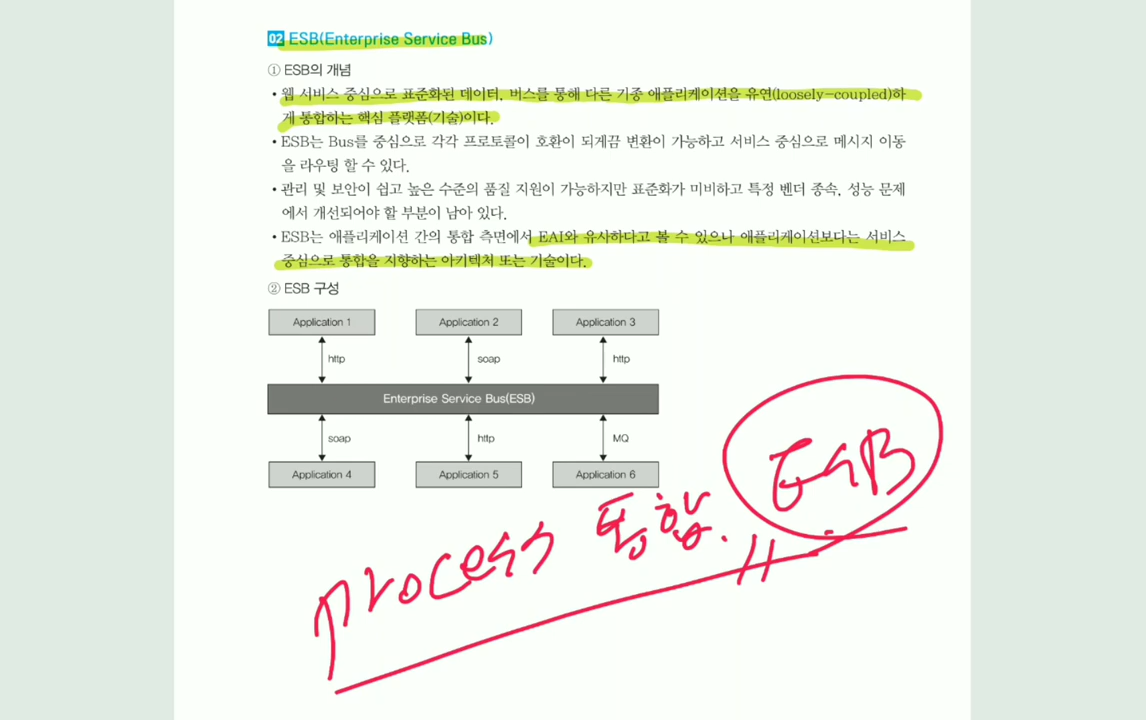 02 ESB(Enterprise Service Bus)
① ESB의 개념
• 웹 서비스 중심으로 표준화된 데이터, 버스를 통해 다른 기종 애플리케이션을 유연(loosely-coupled)하
게 통합하는 핵심 플랫폼(기술)이다.
• ESB는 Bus를 중심으로 각각 프로토콜이 호환이 되게끔 변환이 가능하고 서비스 중심으로 메시지 이동
을 라우팅 할 수 있다.
• 관리 및 보안이 쉽고 높은 수준의 품질 지원이 가능하지만 표준화가 미비하고 특정 벤더 종속, 성능 문제
에서 개선되어야 할 부분이 남아 있다.
• ESB는 애플리케이션 간의 통합 측면에서 EAI와 유사하다고 볼 수 있으나 애플리케이션보다는 서비스
중심으로 통합을 지향하는 아키텍처 또는 기술이다.
② ESB 구성
Application 1 Application 2 Application 3
http soap http
Enterprise Service Bus(ESB)
soap http MQ
Application 4 Application 5 Application 6
ESB
process 통합.